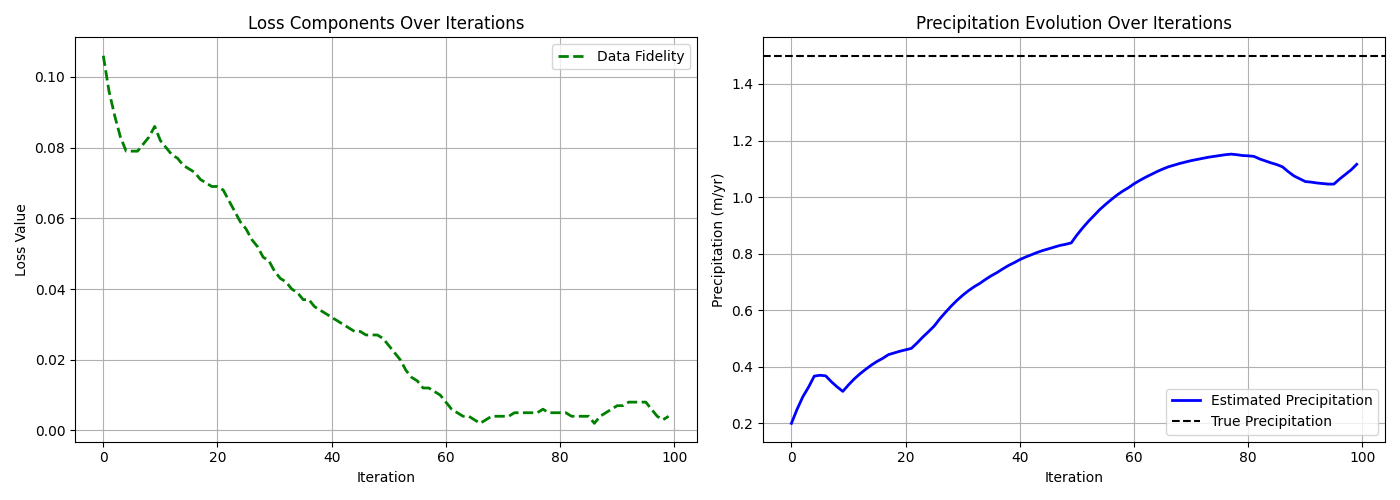 Loss Components Over Iterations
Data Fidelity
0.10
0.08
0.06
0.04
0.02
0.00
Loss Value
0 20 40 60 80 100
Iteration
Precipitation Evolution Over Iterations
1.4
1.2
1.0
0.8
0.6
0.4
0.2
Precipitation (m/yr)
Estimated Precipitation
True Precipitation
0 20 40 60 80 100
Iteration